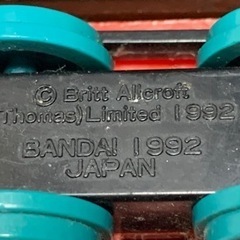 © Britt Allcroft
(Thomas) Limited 1992
BANDAI 1992
JAPAN